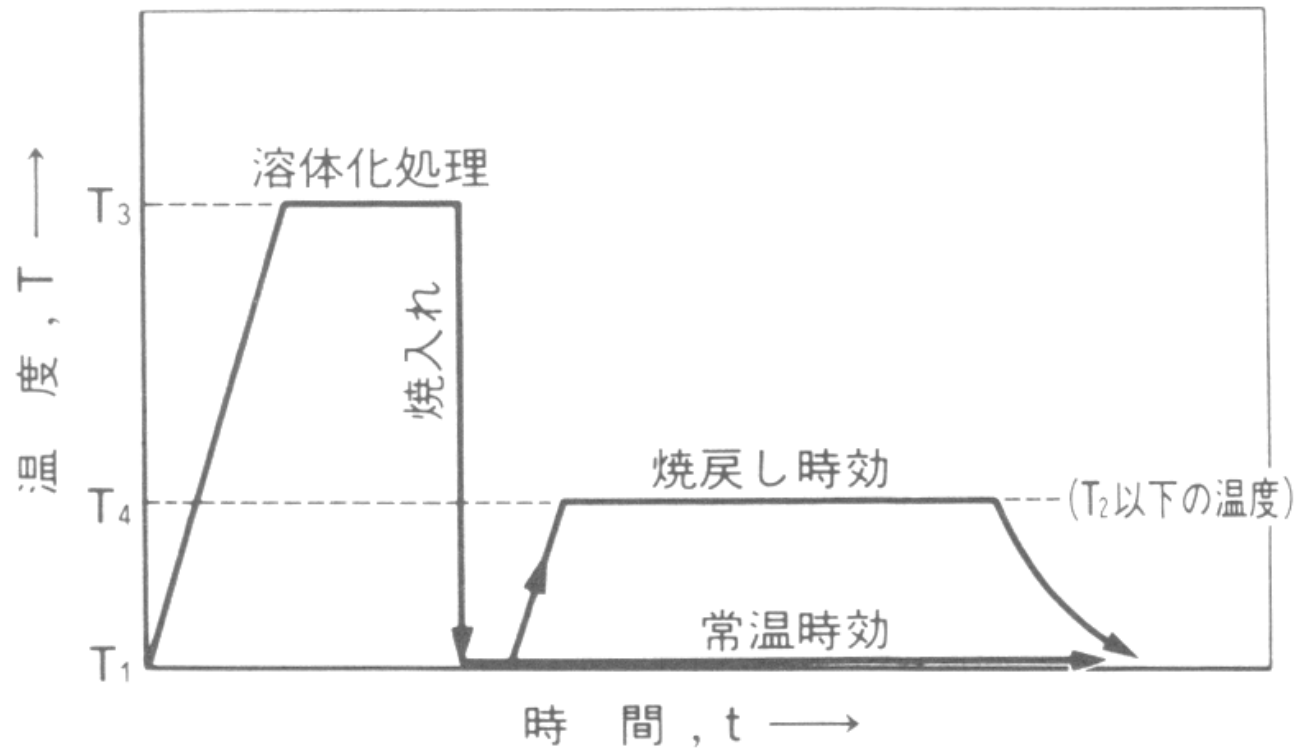 溶体化処理
T₃
焼入れ
温度,T→
焼戻し時効
T₄
(T₂以下の温度)
常温時効
T₁
時間,t→